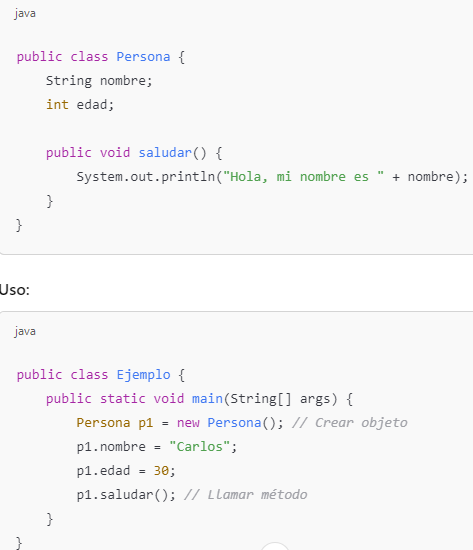 java
public class Persona {
    String nombre;
    int edad;
    public void saludar() {
        System.out.println("Hola, mi nombre es " + nombre);
    }
}
Uso:
java
public class Ejemplo {
    public static void main(String[] args) {
        Persona p1 = new Persona(); // Crear objeto
        p1.nombre = "Carlos";
        p1.edad = 30;
        p1.saludar(); // Llamar método
    }
}